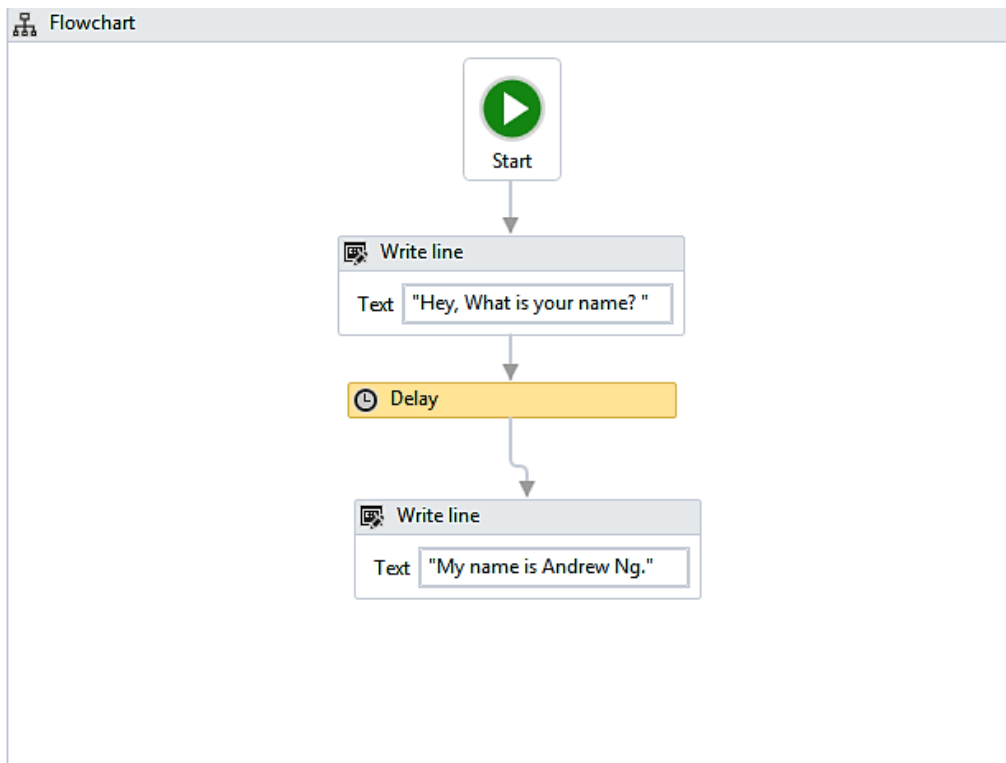 Flowchart
Start
Write line
Text "Hey, What is your name? "
Delay
Write line
Text "My name is Andrew Ng."